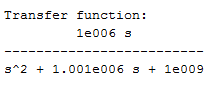 Transfer function:
1e006 s
-------------------------
s^2 + 1.001e006 s + 1e009